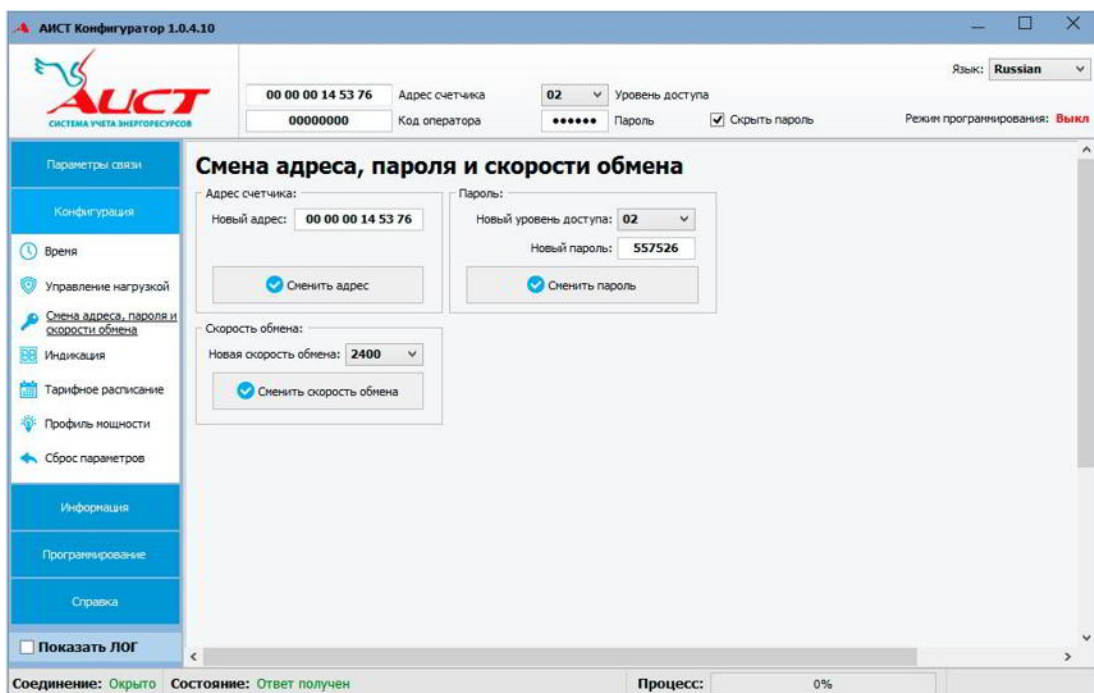 АИСТ Конфигуратор 1.0.4.10
Язык: Russian
АИСТ
СИСТЕМА УЧЕТА ЭНЕРГОРЕСУРСОВ
00 00 00 14 53 76 Адрес счетчика 02 Уровень доступа
00000000 Код оператора •••••• Пароль Скрыть пароль Режим программирования: Выкл
Параметры связи
Конфигурация
Время
Управление нагрузкой
Смена адреса, пароля и
скорости обмена
Индикация
Тарифное расписание
Профиль мощности
Сброс параметров
Информация
Программирование
Справка
Показать ЛОГ
Смена адреса, пароля и скорости обмена
Адрес счетчика:
Новый адрес: 00 00 00 14 53 76
Сменить адрес
Пароль:
Новый уровень доступа: 02
Новый пароль: 557526
Сменить пароль
Скорость обмена:
Новая скорость обмена: 2400
Сменить скорость обмена
Соединение: Окрыто Состояние: Ответ получен Процесс: 0%